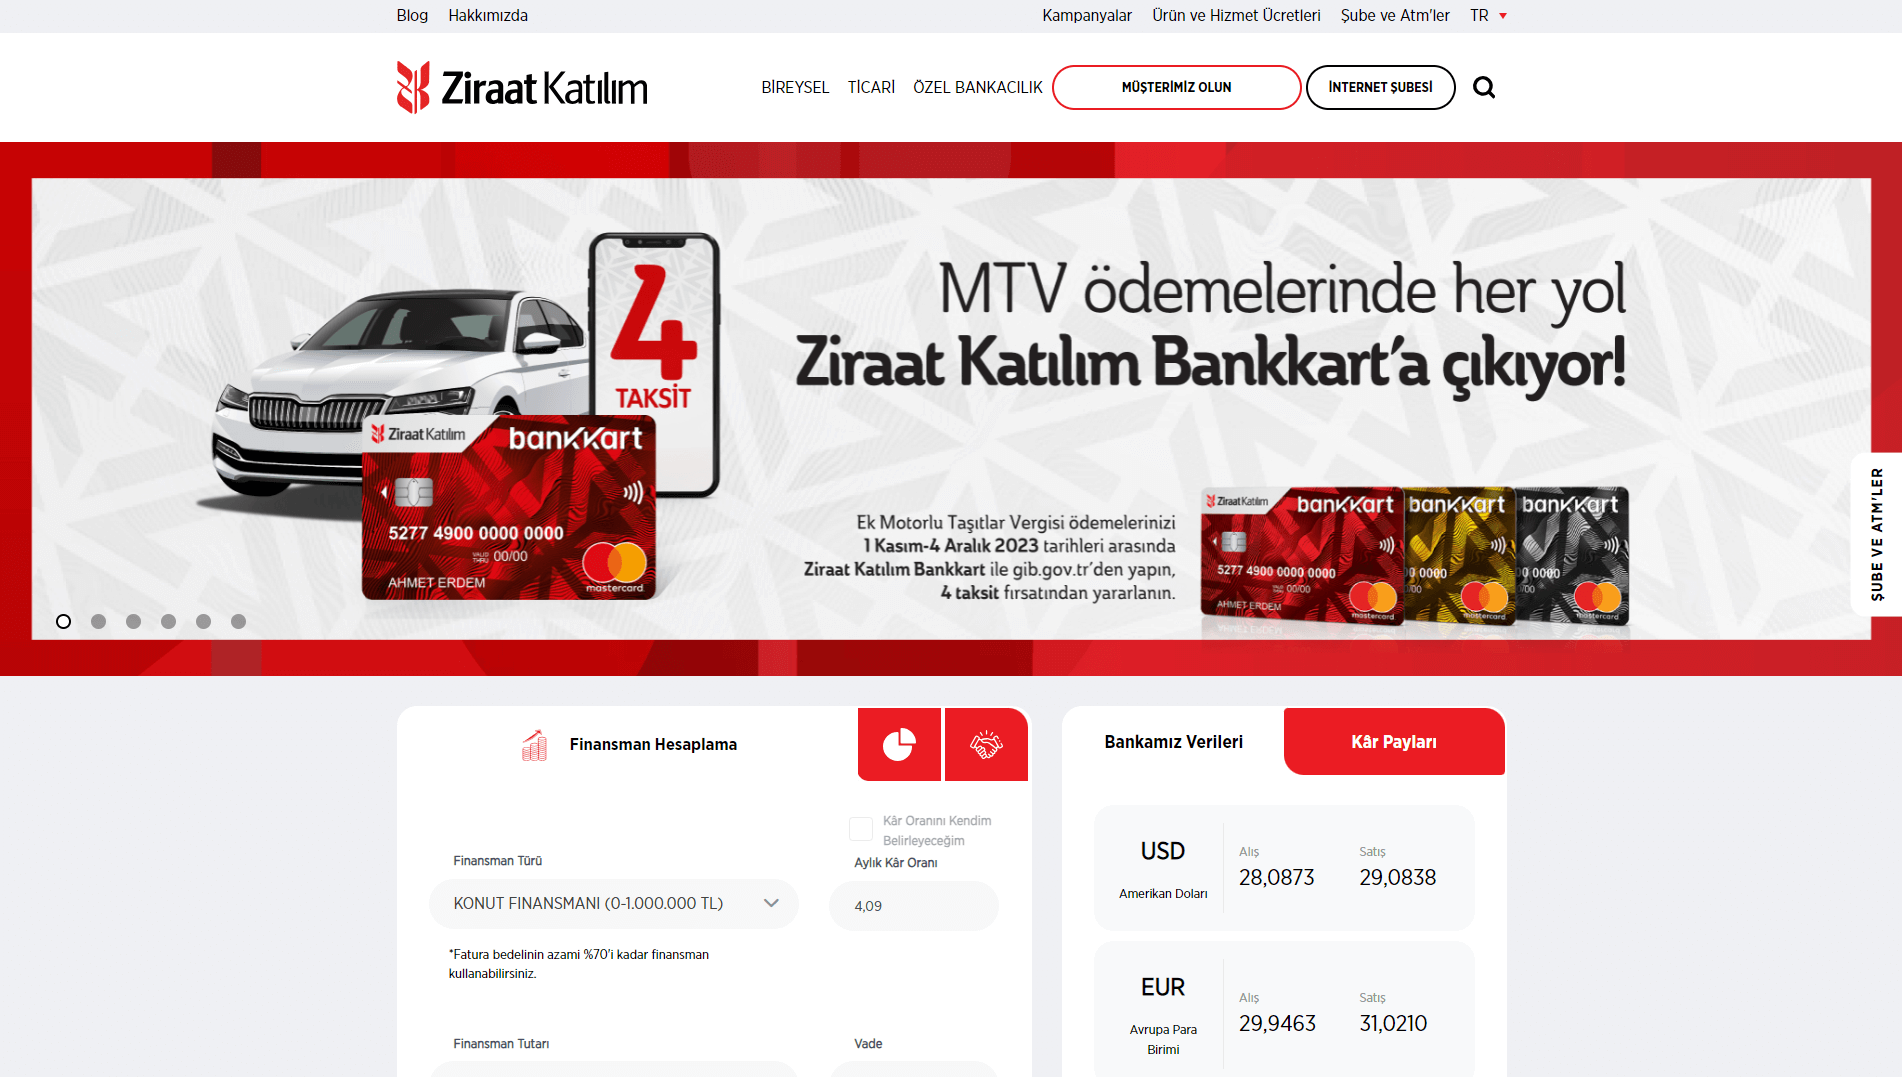 Blog Hakkımızda Kampanyalar Ürün ve Hizmet Ücretleri Şube ve Atm'ler TR
Ziraat Katılım BİREYSEL TİCARİ ÖZEL BANKACILIK MÜŞTERİMİZ OLUN İNTERNET ŞUBESİ
MTV ödemelerinde her yol
Ziraat Katılım Bankkart'a çıkıyor!
4
TAKSİT
Ziraat Katılım bankkart
5277 4900 0000 0000
VALID THRU 00/00
AHMET ERDEM
mastercard.
Ek Motorlu Taşıtlar Vergisi ödemelerinizi
1 Kasım-4 Aralık 2023 tarihleri arasında
Ziraat Katılım Bankkart ile gib.gov.tr'den yapın,
4 taksit fırsatından yararlanın.
Ziraat Katılım bankkart bankkart bankkart
5277 4900 0000 0000 0 0000 0 0000
00/00 /00 /00
AHMET ERDEM
mastercard mastercard mastercard
ŞUBE VE ATM'LER
Finansman Hesaplama
Kâr Oranını Kendim
Belirleyeceğim
Finansman Türü Aylık Kâr Oranı
KONUT FINANSMANI (0-1.000.000 TL) 4,09
*Fatura bedelinin azami %70'i kadar finansman
kullanabilirsiniz.
Finansman Tutarı Vade
Bankamız Verileri Kâr Payları
USD Alış Satış
Amerikan Doları 28,0873 29,0838
EUR Alış Satış
Avrupa Para
Birimi 29,9463 31,0210